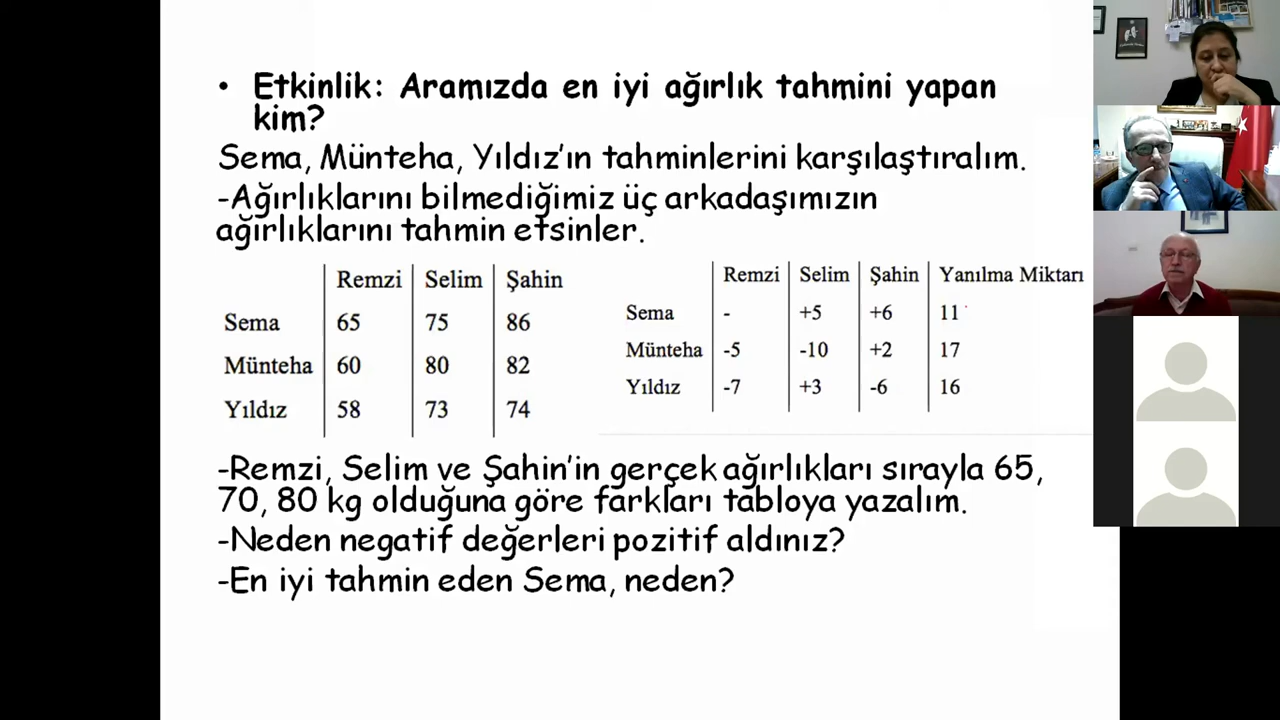 • Etkinlik: Aramızda en iyi ağırlık tahmini yapan
kim?
Sema, Münteha, Yıldız’ın tahminlerini karşılaştıralım.
-Ağırlıklarını bilmediğimiz üç arkadaşımızın
ağırlıklarını tahmin etsinler.
Remzi Selim Şahin
Sema 65 75 86
Münteha 60 80 82
Yıldız 58 73 74
Remzi Selim Şahin Yanılma Miktarı
Sema - +5 +6 11
Münteha -5 -10 +2 17
Yıldız -7 +3 -6 16
-Remzi, Selim ve Şahin’in gerçek ağırlıkları sırayla 65,
70, 80 kg olduğuna göre farkları tabloya yazalım.
-Neden negatif değerleri pozitif aldınız?
-En iyi tahmin eden Sema, neden?